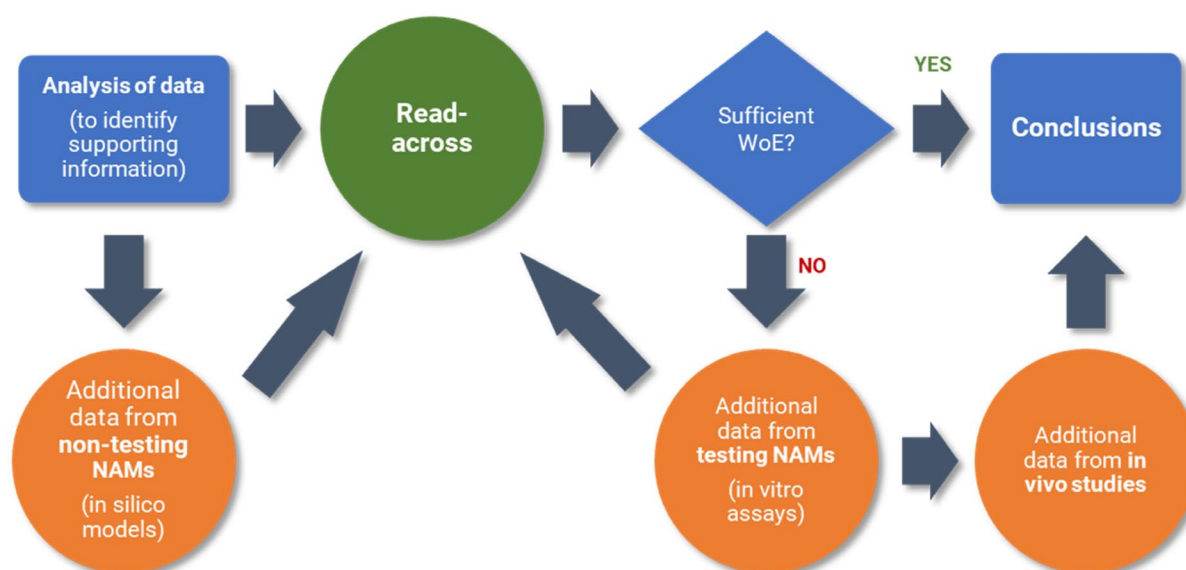 Analysis of data
(to identify
supporting
information)
Read-
across
Sufficient
WoE?
YES
Conclusions
NO
Additional
data from
non-testing
NAMs
(in silico
models)
Additional
data from
testing NAMs
(in vitro
assays)
Additional
data from in
vivo studies